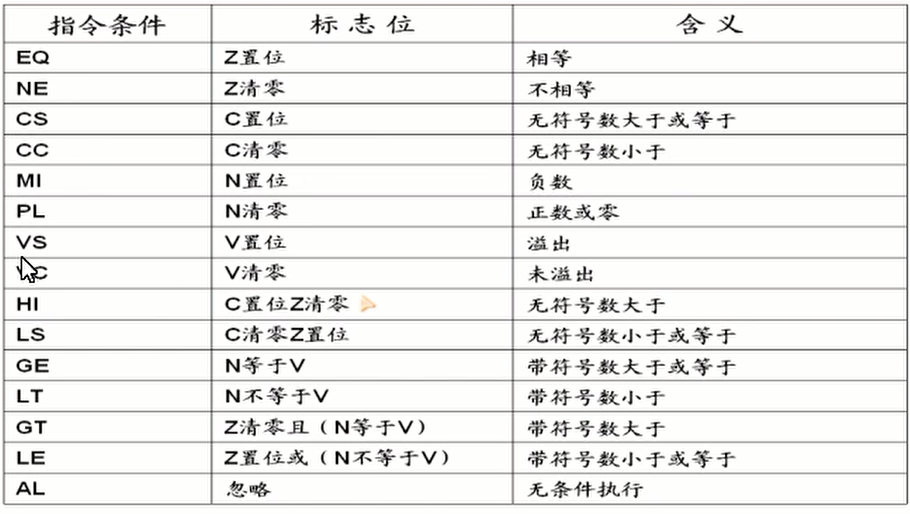 指令条件 标志位 含义
EQ Z置位 相等
NE Z清零 不相等
CS C置位 无符号数大于或等于
CC C清零 无符号数小于
MI N置位 负数
PL N清零 正数或零
VS V置位 溢出
VC V清零 未溢出
HI C置位Z清零 无符号数大于
LS C清零Z置位 无符号数小于或等于
GE N等于V 带符号数大于或等于
LT N不等于V 带符号数小于
GT Z清零且（N等于V） 带符号数大于
LE Z置位或（N不等于V） 带符号数小于或等于
AL 忽略 无条件执行